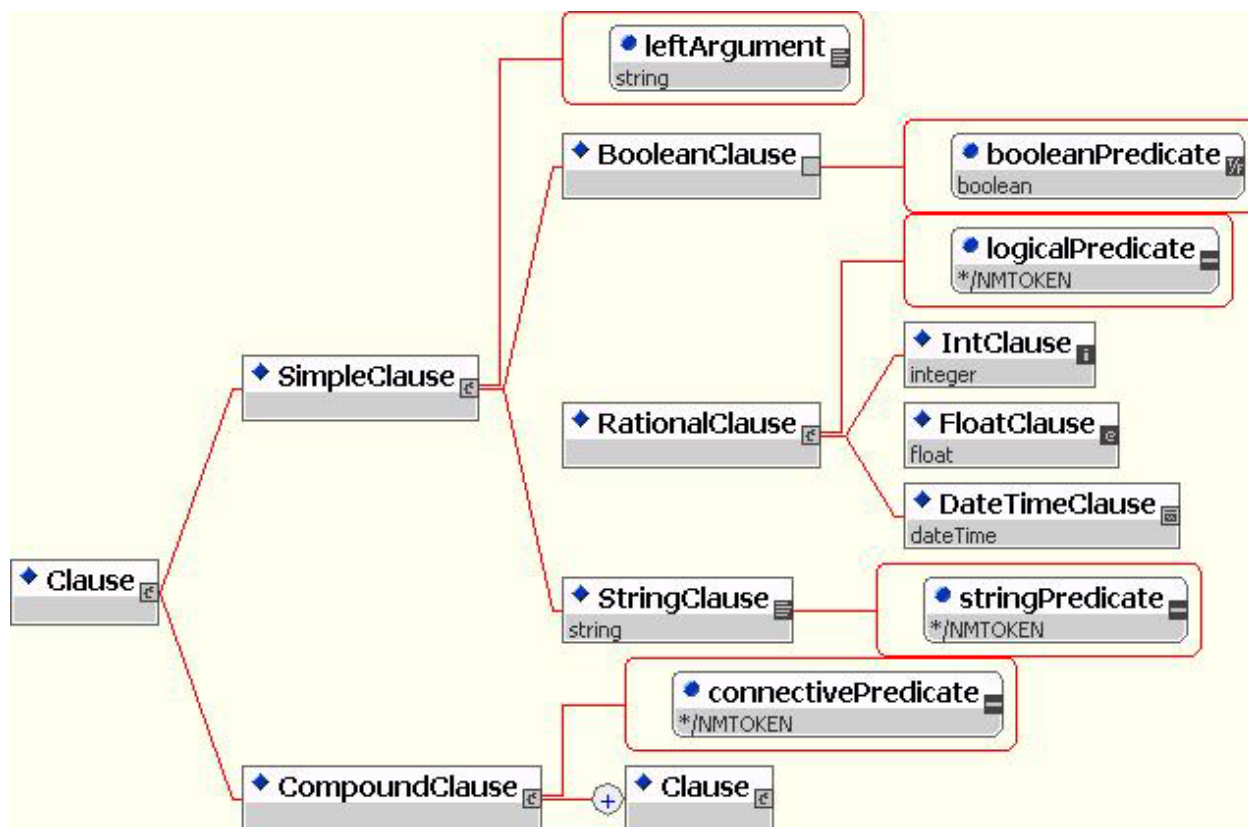 leftArgument
string
BooleanClause
booleanPredicate
boolean
logicalPredicate
*/NMTOKEN
IntClause
integer
SimpleClause
RationalClause
FloatClause
float
DateTimeClause
dateTime
Clause
StringClause
string
stringPredicate
*/NMTOKEN
connectivePredicate
*/NMTOKEN
CompoundClause
Clause